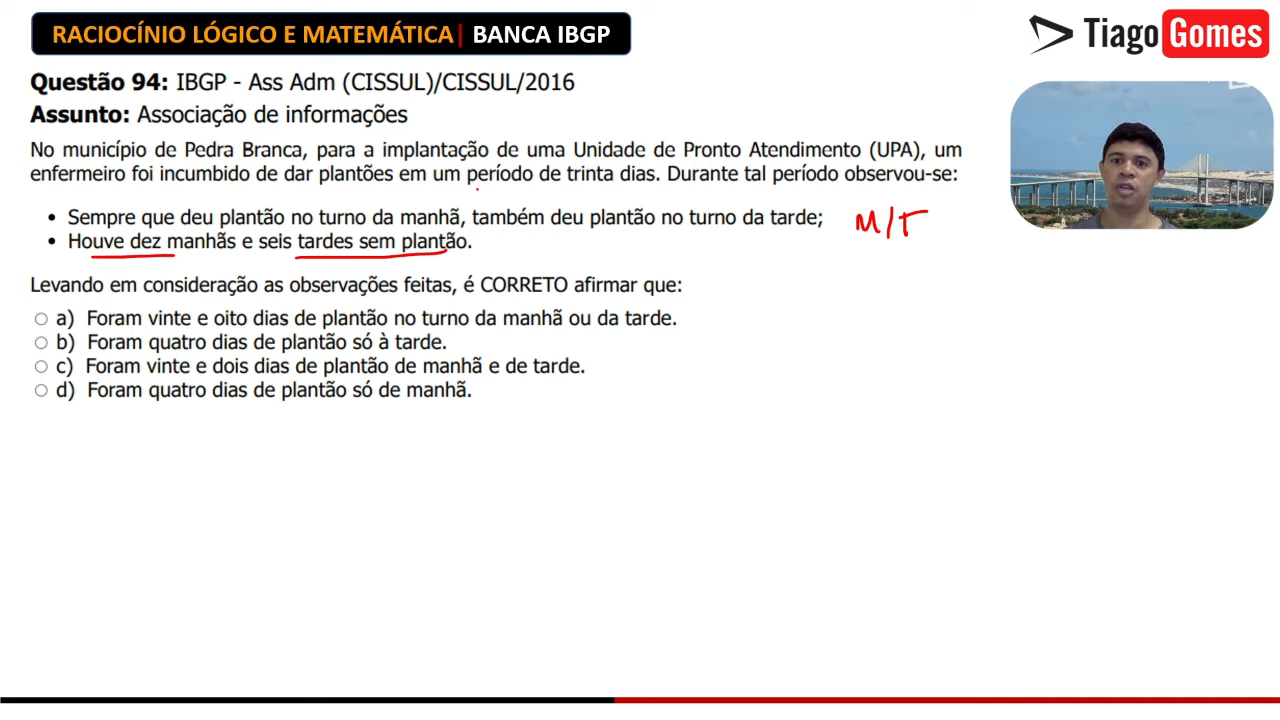 RACIOCÍNIO LÓGICO E MATEMÁTICA | BANCA IBGP
Tiago Gomes
Questão 94: IBGP - Ass Adm (CISSUL)/CISSUL/2016
Assunto: Associação de informações
No município de Pedra Branca, para a implantação de uma Unidade de Pronto Atendimento (UPA), um
enfermeiro foi incumbido de dar plantões em um período de trinta dias. Durante tal período observou-se:
• Sempre que deu plantão no turno da manhã, também deu plantão no turno da tarde;
M/T
• Houve dez manhãs e seis tardes sem plantão.
Levando em consideração as observações feitas, é CORRETO afirmar que:
a) Foram vinte e oito dias de plantão no turno da manhã ou da tarde.
b) Foram quatro dias de plantão só à tarde.
c) Foram vinte e dois dias de plantão de manhã e de tarde.
d) Foram quatro dias de plantão só de manhã.